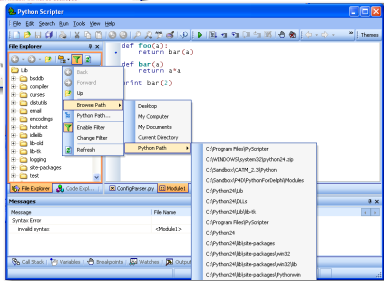 Python Scripter
File Edit Search Run Tools View Help
Themes
File Explorer
def foo(a):
return bar(a)
def bar(a)
return a*a
print bar(2)
Lib
bsddb
compiler
curses
distutils
email
encodings
hotshot
idlelib
lib-old
lib-tk
logging
site-packages
test
Back
Forward
Up
Browse Path
Python Path...
Enable Filter
Change Filter
Refresh
Desktop
My Computer
My Documents
Current Directory
Python Path
C:\Program Files\PyScripter
C:\WINDOWS\system32\python24.zip
C:\Sandbox\CATM_2.3\Python
C:\Sandbox\P4D\PythonForDelphi\Modules
C:\Python24\Lib
C:\Python24\DLLs
C:\Python24\Lib\lib-tk
C:\Program Files\PyScripter
C:\Python24
C:\Python24\lib\site-packages
C:\Python24\lib\site-packages\win32
C:\Python24\lib\site-packages\win32\lib
C:\Python24\lib\site-packages\Pythonwin
File Explorer
Code Expl...
ConfigParser.py
Module1
Messages
Message
File Name
Syntax Error
invalid syntax
<Module1>
Call Stack
Variables
Breakpoints
Watches
Output